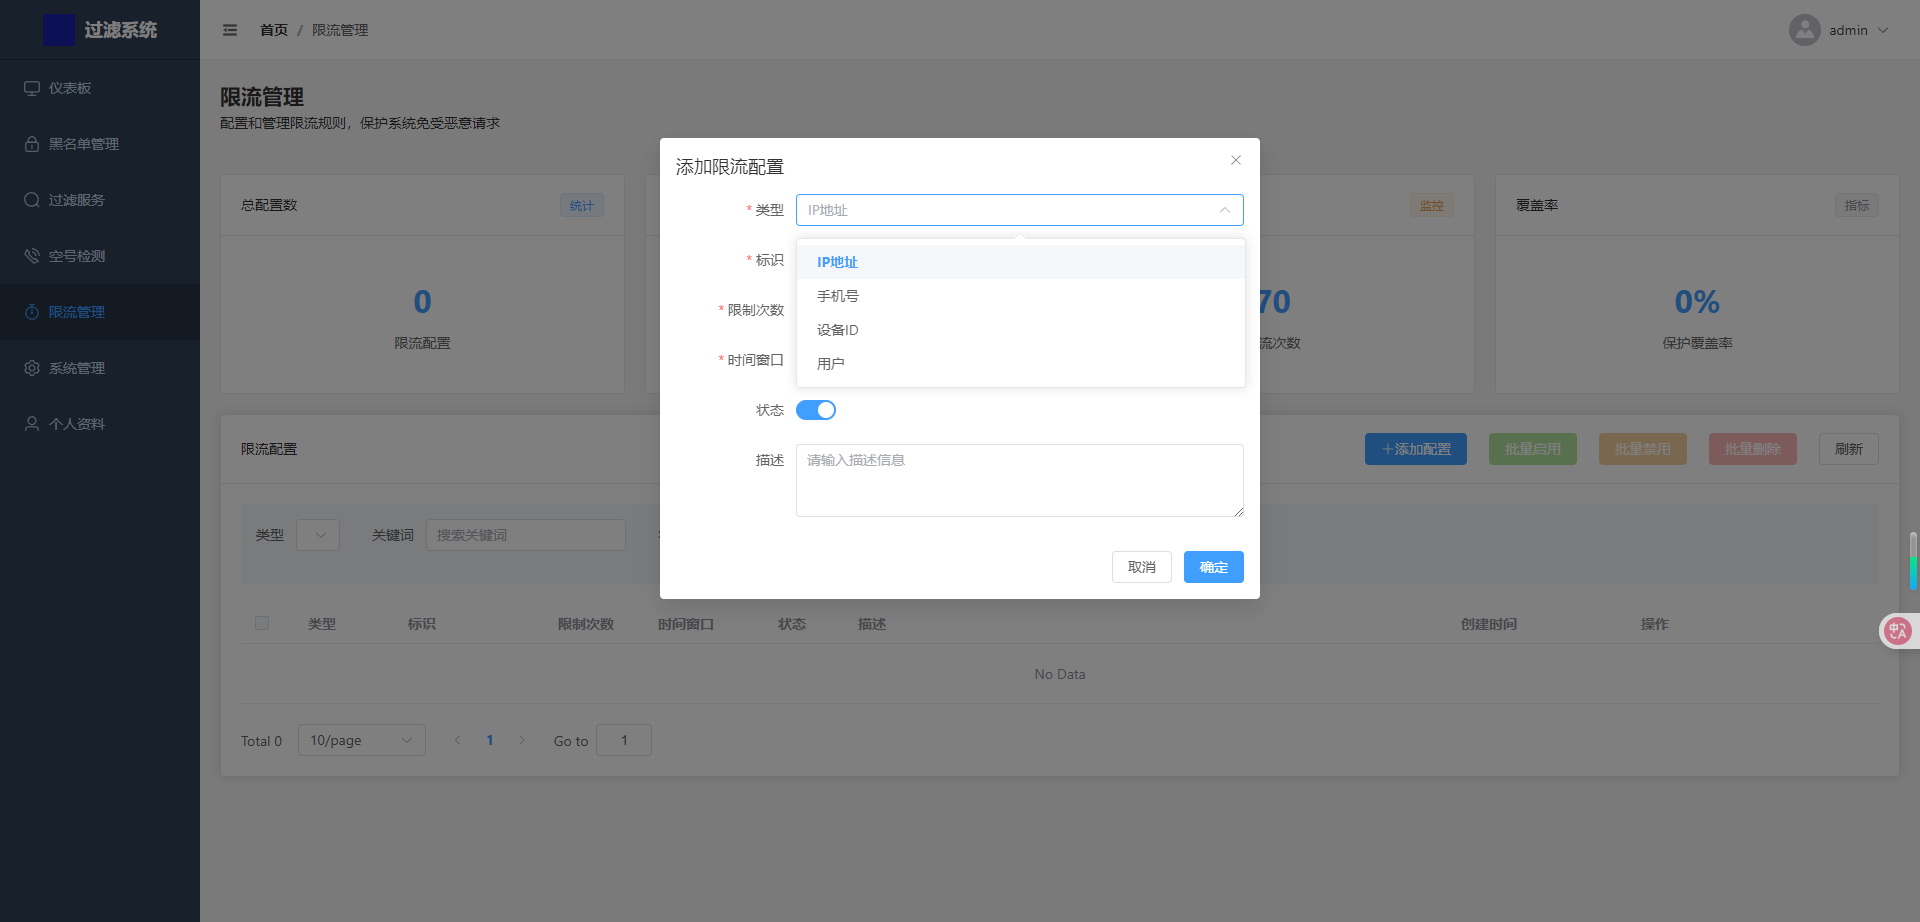 过滤系统
首页 / 限流管理
admin
仪表板
黑名单管理
过滤服务
空号检测
限流管理
系统管理
个人资料
限流管理
配置和管理限流规则，保护系统免受恶意请求
总配置数 统计
0
限流配置
监控
70
流次数
覆盖率 指标
0%
保护覆盖率
添加限流配置
* 类型 IP地址
* 标识
* 限制次数
* 时间窗口
IP地址
手机号
设备ID
用户
状态
描述 请输入描述信息
取消 确定
限流配置
+添加配置 批量启用 批量禁用 批量删除 刷新
类型 关键词 搜索关键词
类型 标识 限制次数 时间窗口 状态 描述 创建时间 操作
No Data
Total 0 10/page 1 Go to 1
中A